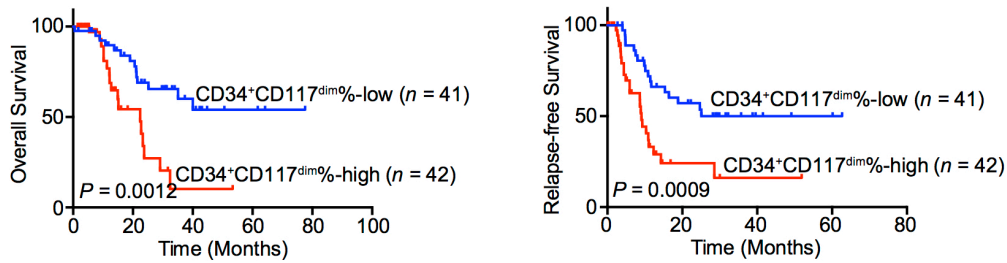 Overall Survival
100
50
0
CD34⁺CD117ᵈⁱᵐ%-low (n = 41)
CD34⁺CD117ᵈⁱᵐ%-high (n = 42)
P = 0.0012
0 20 40 60 80 100
Time (Months)
Relapse-free Survival
100
50
0
CD34⁺CD117ᵈⁱᵐ%-low (n = 41)
CD34⁺CD117ᵈⁱᵐ%-high (n = 42)
P = 0.0009
0 20 40 60 80
Time (Months)